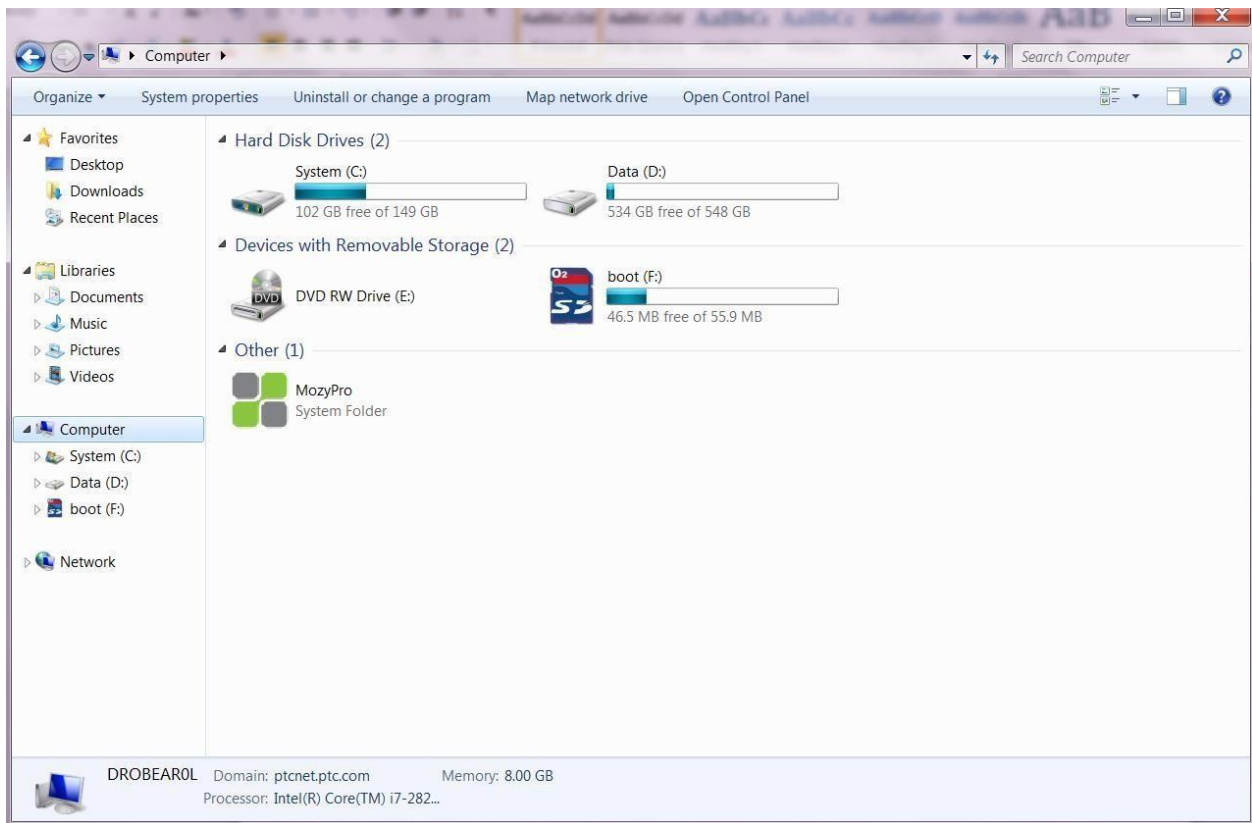 Computer
Search Computer
Organize
System properties
Uninstall or change a program
Map network drive
Open Control Panel
Favorites
Desktop
Downloads
Recent Places
Libraries
Documents
Music
Pictures
Videos
Computer
System (C:)
Data (D:)
boot (F:)
Network
Hard Disk Drives (2)
System (C:)
102 GB free of 149 GB
Data (D:)
534 GB free of 548 GB
Devices with Removable Storage (2)
DVD
DVD RW Drive (E:)
O2
boot (F:)
46.5 MB free of 55.9 MB
Other (1)
MozyPro
System Folder
DROBEAR0L Domain: ptcnet.ptc.com Memory: 8.00 GB
Processor: Intel(R) Core(TM) i7-282...